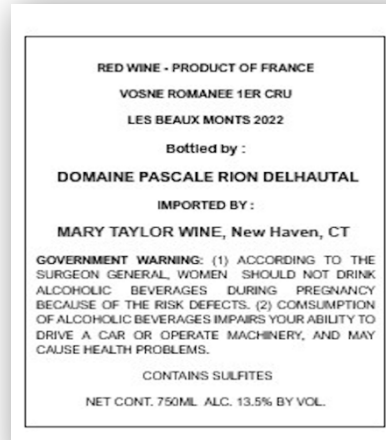 RED WINE - PRODUCT OF FRANCE
VOSNE ROMANEE 1ER CRU
LES BEAUX MONTS 2022
Bottled by :
DOMAINE PASCALE RION DELHAUTAL
IMPORTED BY :
MARY TAYLOR WINE, New Haven, CT
GOVERNMENT WARNING: (1) ACCORDING TO THE
SURGEON GENERAL, WOMEN SHOULD NOT DRINK
ALCOHOLIC BEVERAGES DURING PREGNANCY
BECAUSE OF THE RISK DEFECTS. (2) COMSUMPTION
OF ALCOHOLIC BEVERAGES IMPAIRS YOUR ABILITY TO
DRIVE A CAR OR OPERATE MACHINERY, AND MAY
CAUSE HEALTH PROBLEMS.
CONTAINS SULFITES
NET CONT. 750ML ALC. 13.5% BY VOL.